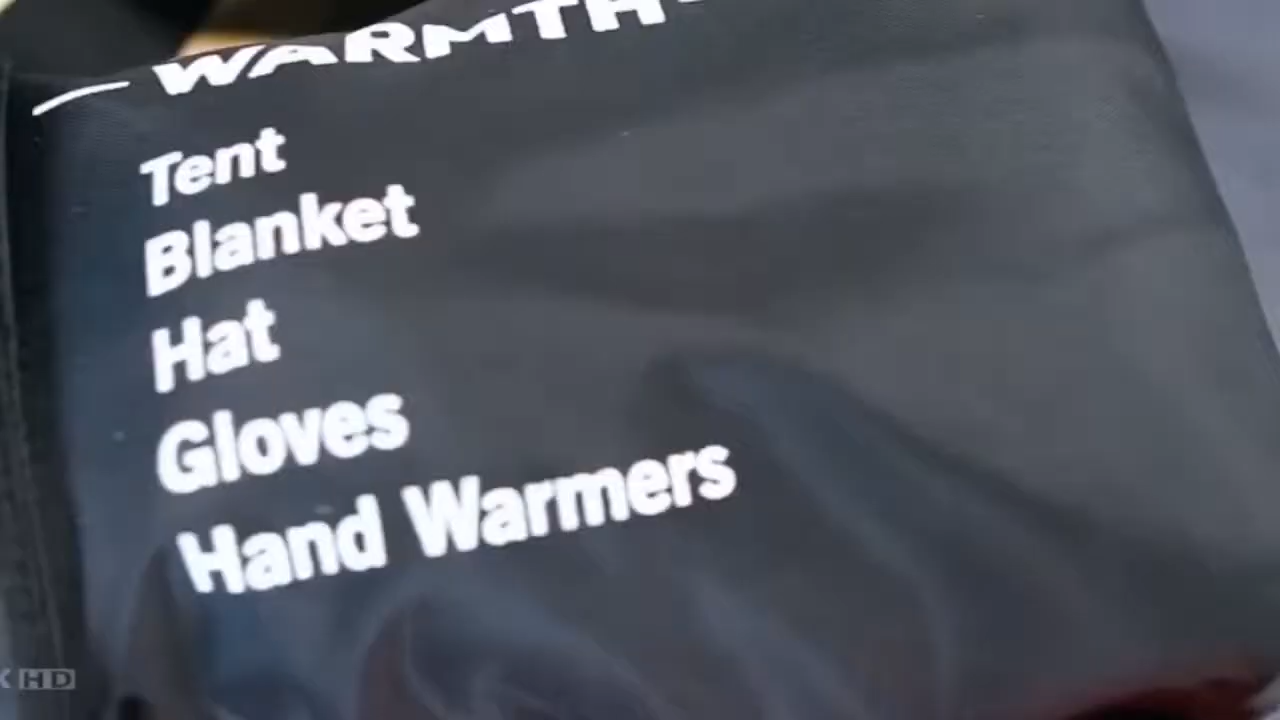 WARMTH
Tent
Blanket
Hat
Gloves
Hand Warmers
HD